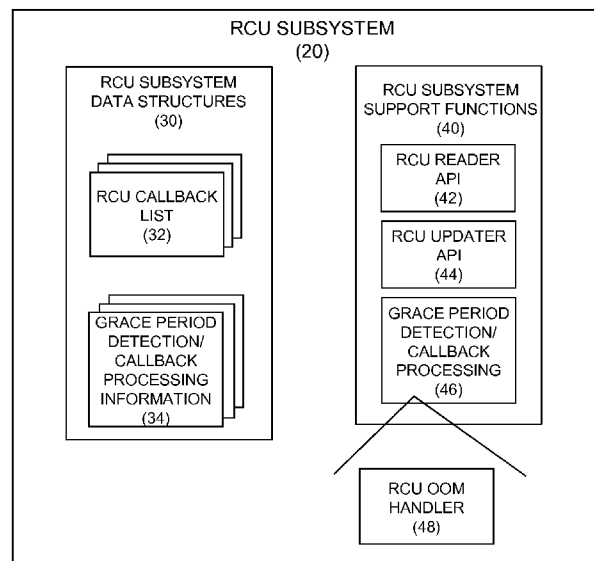 RCU SUBSYSTEM
(20)
RCU SUBSYSTEM
DATA STRUCTURES
(30)
RCU CALLBACK
LIST
(32)
GRACE PERIOD
DETECTION/
CALLBACK
PROCESSING
INFORMATION
(34)
RCU SUBSYSTEM
SUPPORT FUNCTIONS
(40)
RCU READER
API
(42)
RCU UPDATER
API
(44)
GRACE PERIOD
DETECTION/
CALLBACK
PROCESSING
(46)
RCU OOM
HANDLER
(48)